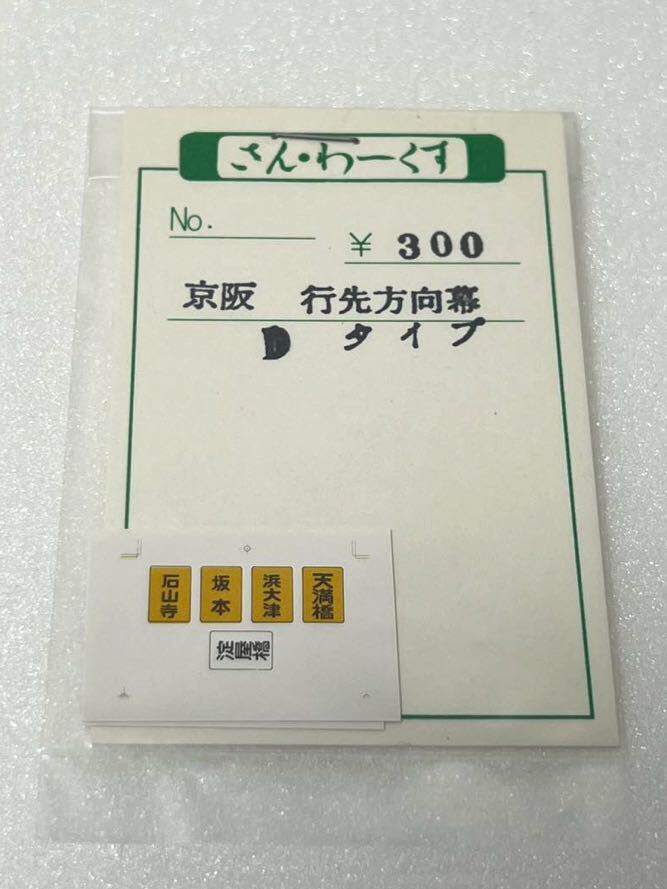 さん・わーくす
No.
¥ 300
京阪 行先方向幕
D タイプ
石山寺 坂本 浜大津 天満橋
淀屋橋